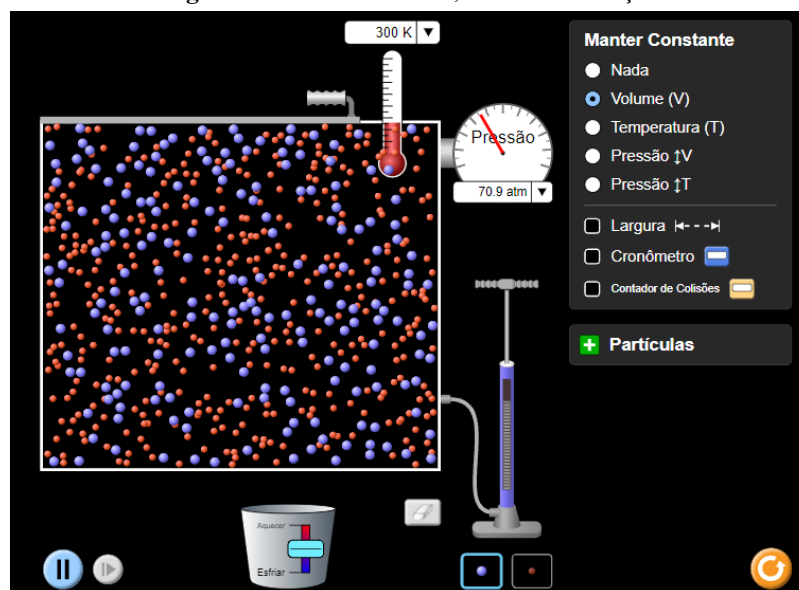 300 K
Pressão
70.9 atm
Manter Constante
Nada
Volume (V)
Temperatura (T)
Pressão ↕V
Pressão ↕T
Largura
Cronômetro
Contador de Colisões
Partículas
Aquecer
Esfriar